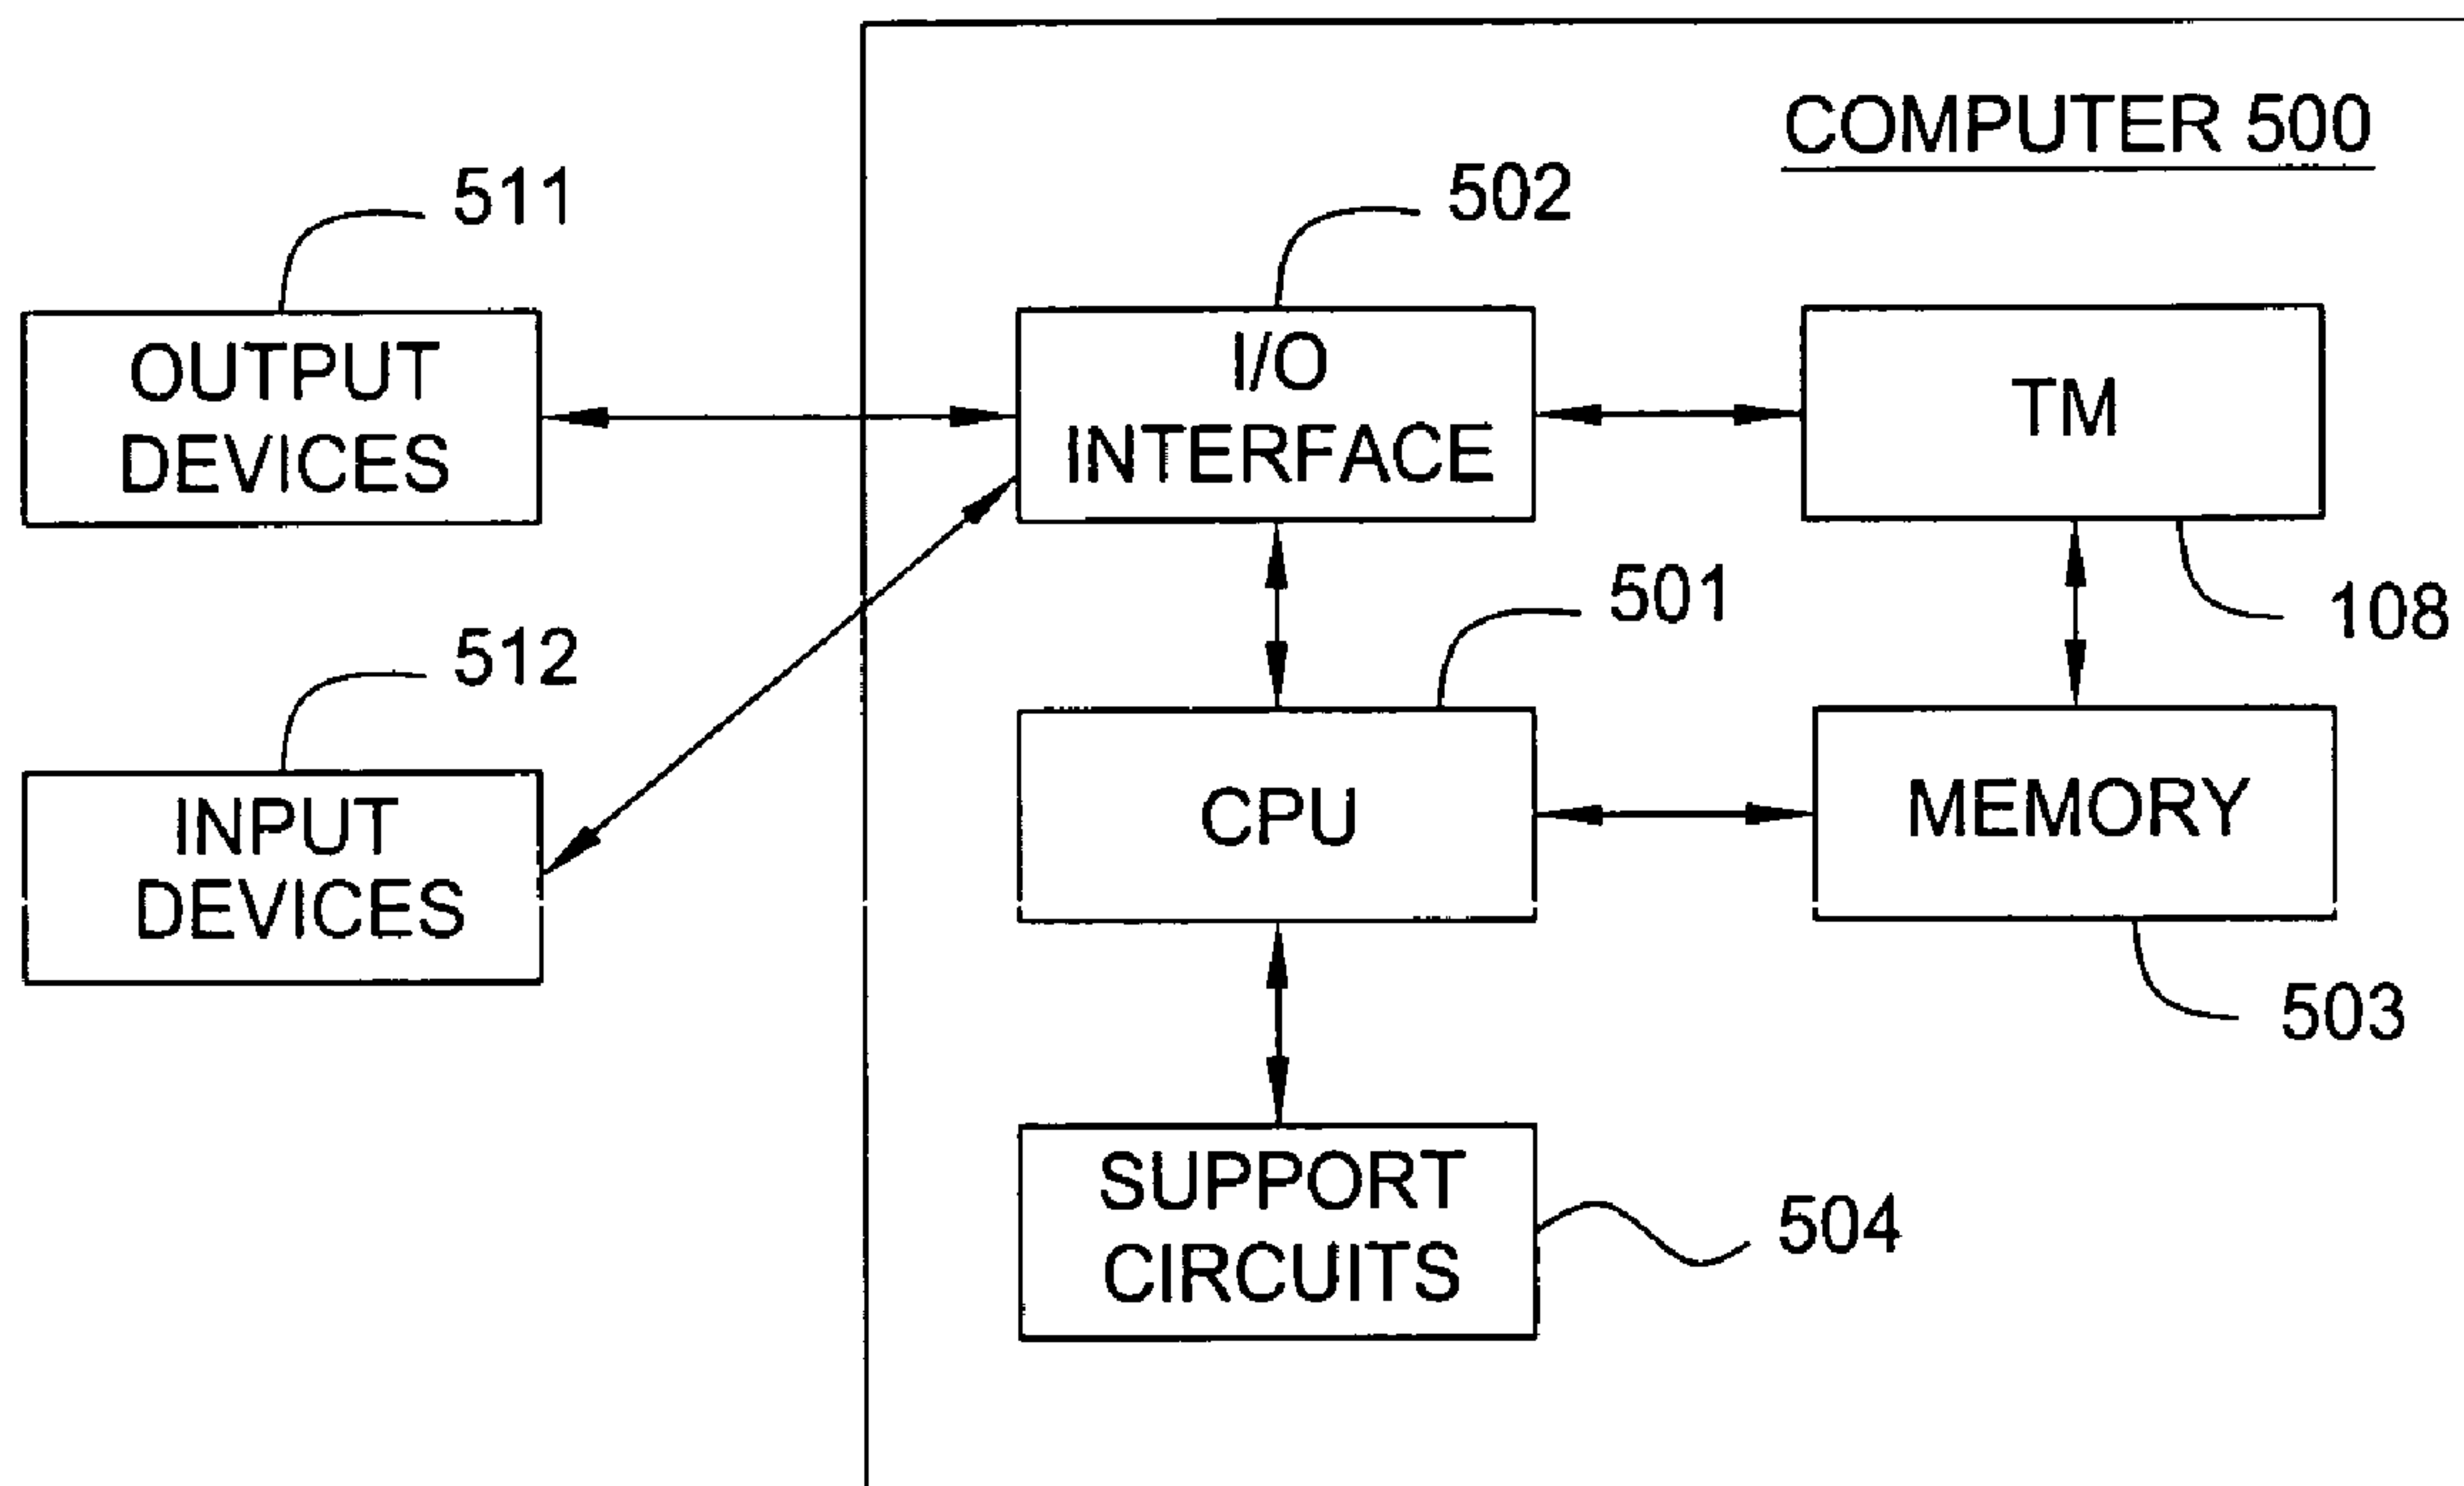 COMPUTER 500
511
502
OUTPUT
DEVICES
I/O
INTERFACE
TM
501
108
512
INPUT
DEVICES
CPU
MEMORY
503
SUPPORT
CIRCUITS
504